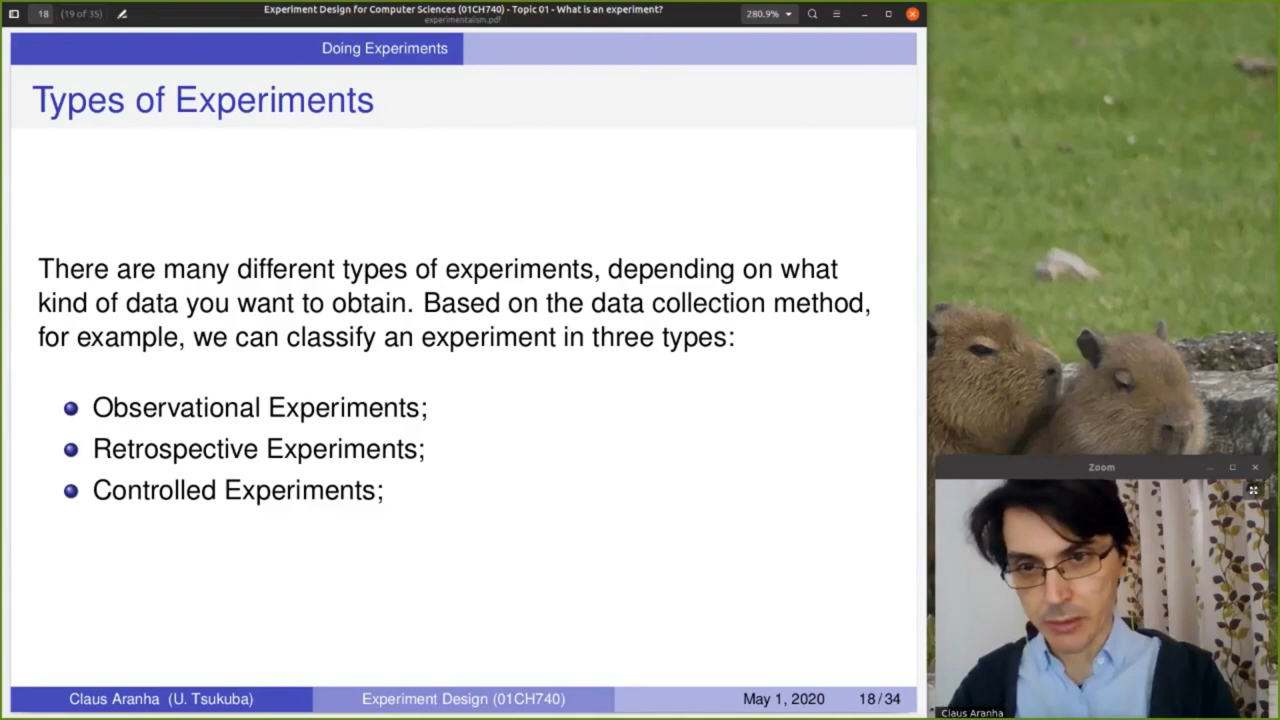 18 (19 of 35) Experiment Design for Computer Sciences (01CH740) - Topic 01 - What is an experiment? 280.9%
experimentalism.pdf
Doing Experiments
Types of Experiments
There are many different types of experiments, depending on what
kind of data you want to obtain. Based on the data collection method,
for example, we can classify an experiment in three types:
Observational Experiments;
Retrospective Experiments;
Controlled Experiments;
Zoom
Claus Aranha
Claus Aranha (U. Tsukuba) Experiment Design (01CH740) May 1, 2020 18 / 34